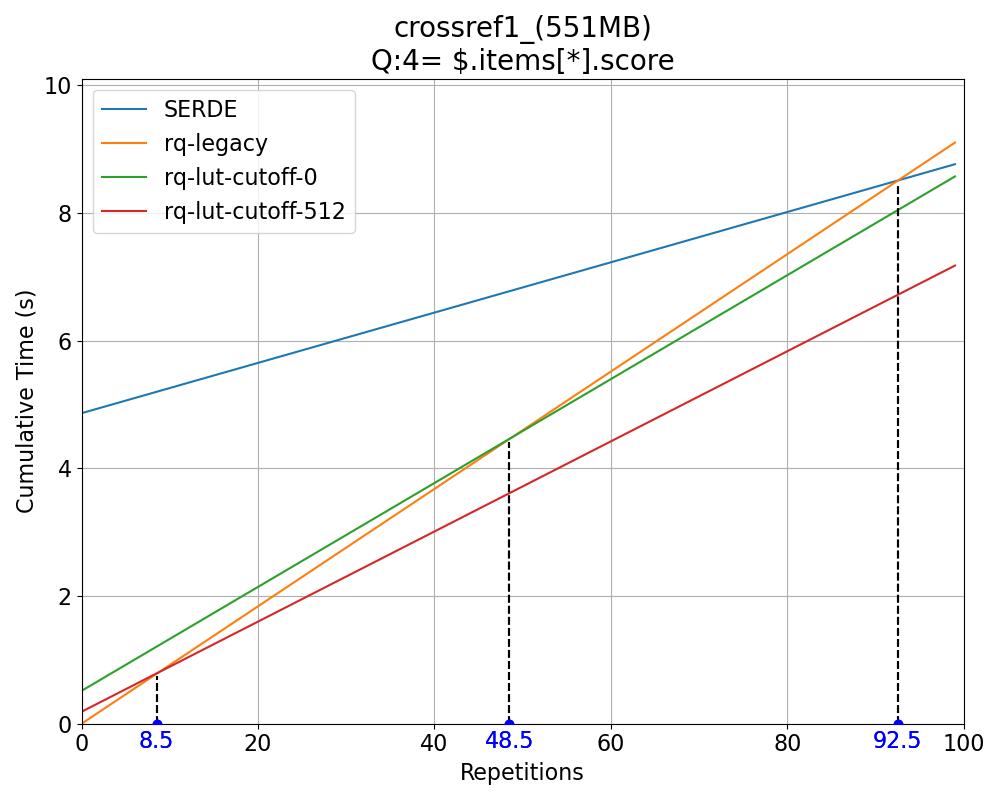 crossref1_(551MB)
Q:4= $.items[*].score
SERDE
rq-legacy
rq-lut-cutoff-0
rq-lut-cutoff-512
Cumulative Time (s)
10
8
6
4
2
0
0 20 40 60 80 100
8.5 48.5 92.5
Repetitions